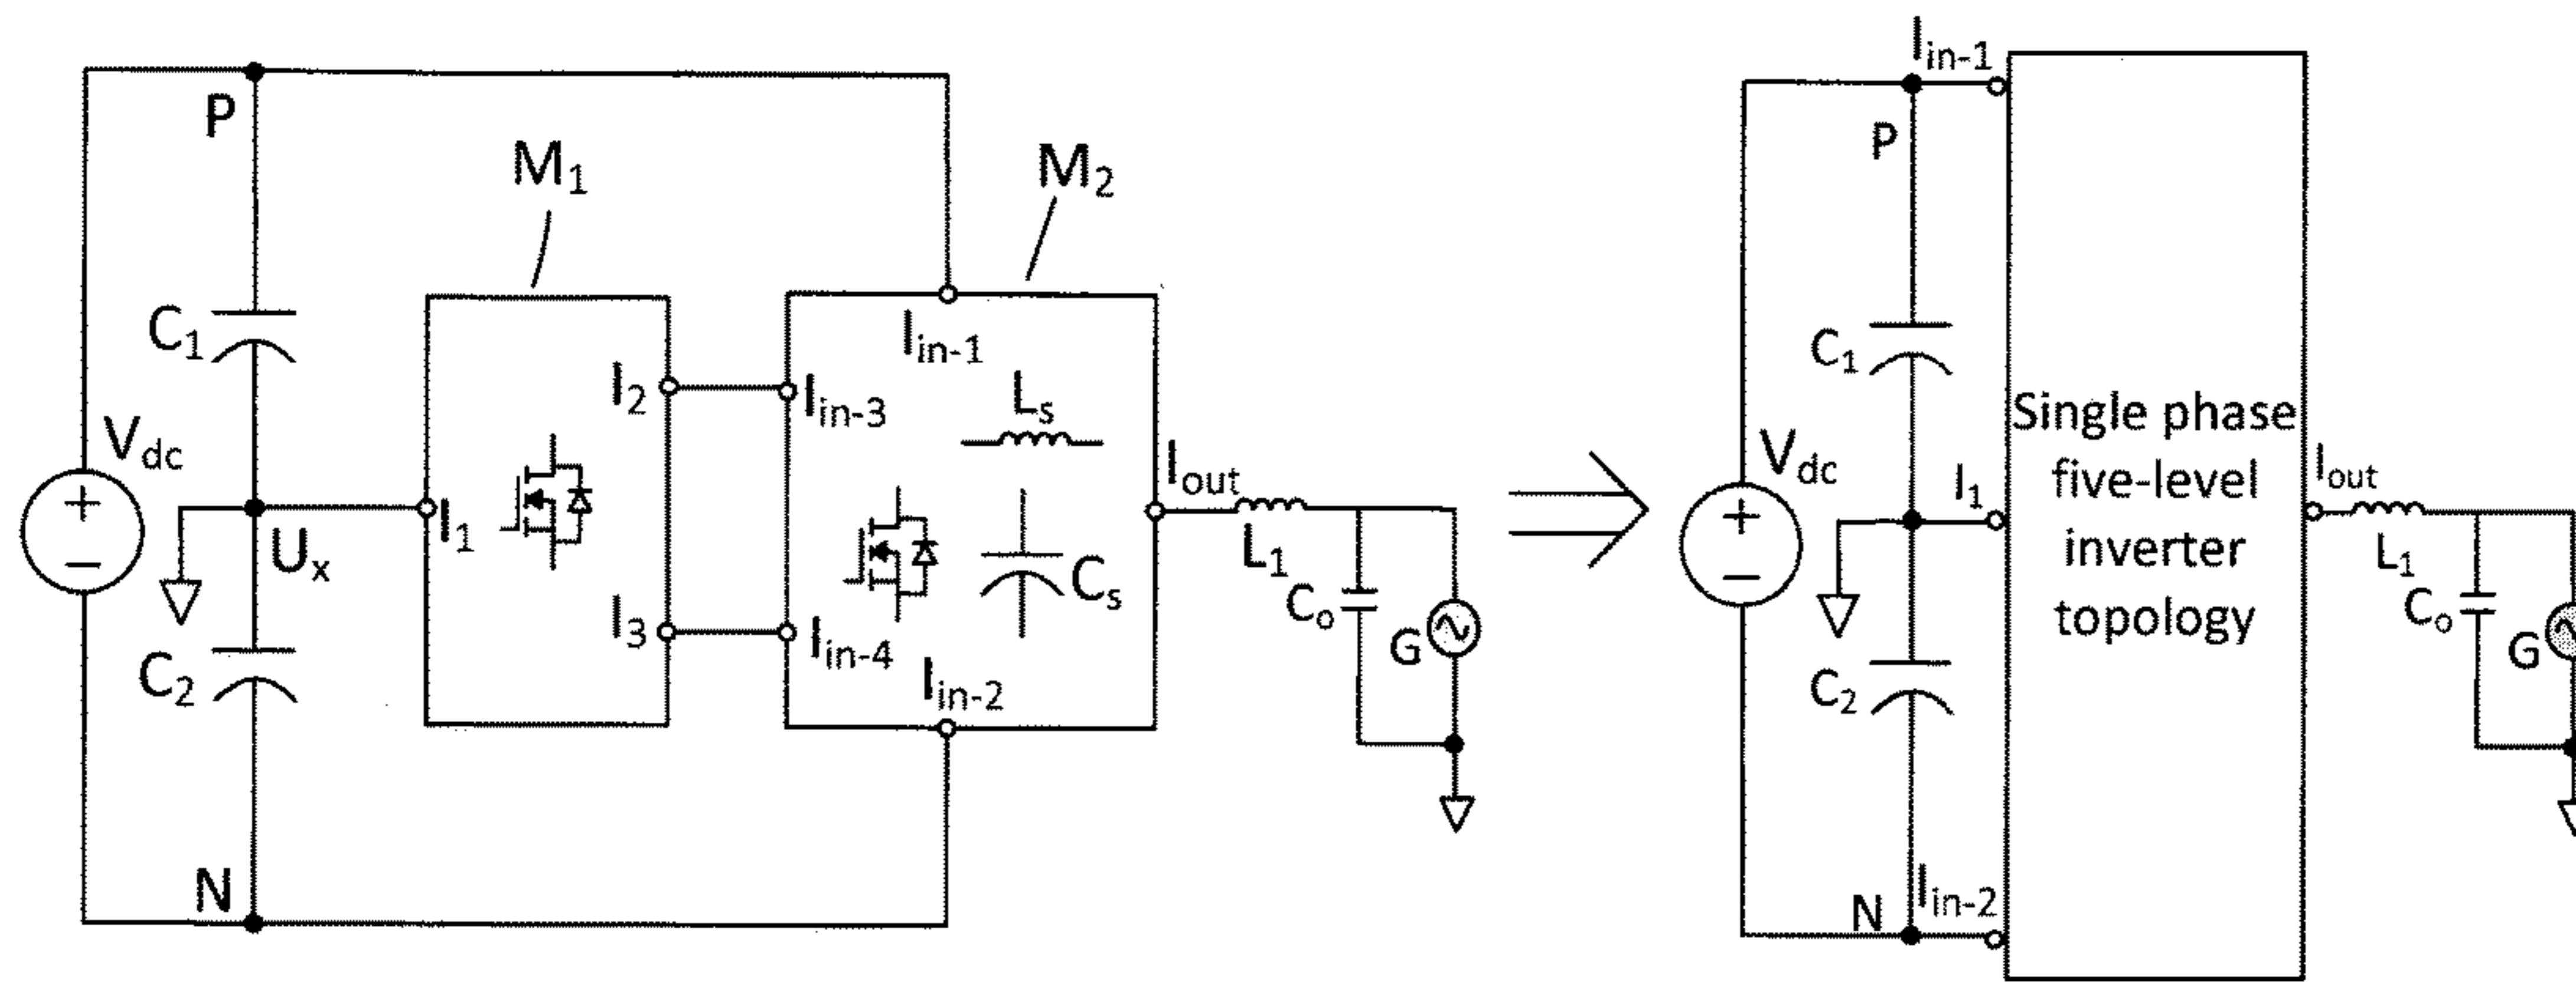 P
M1
M2
C1
Vdc
Ux
C2
N
I1
I2
I3
Iin-1
Iin-3
Ls
Cs
Iin-4
Iin-2
Iout
L1
Co
G
Iin-1
P
C1
Vdc
I1
C2
N
Iin-2
Single phase
five-level
inverter
topology
Iout
L1
Co
G